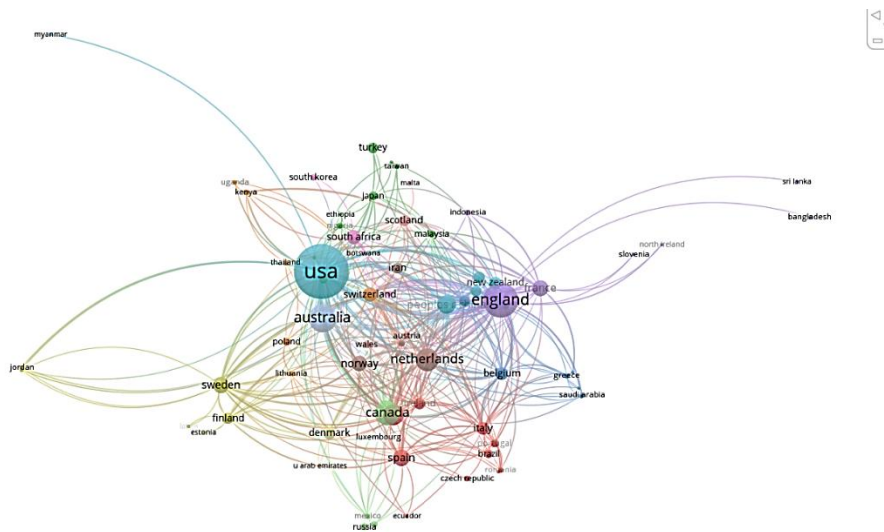 myanmar
turkey
taiwan
south korea
malta
uganda
kenya
japan
sri lanka
ethiopia
indonesia
bangladesh
scotland
south africa
malaysia
north ireland
botswana
slovenia
thailand
iran
usa
new zealand
france
switzerland
england
australia
austria
poland
wales
norway
netherlands
jordan
lithuania
belgium
greece
sweden
saudi arabia
canada
finland
estonia
denmark
luxembourg
italy
brazil
spain
u arab emirates
romania
czech republic
mexico
ecuador
russia